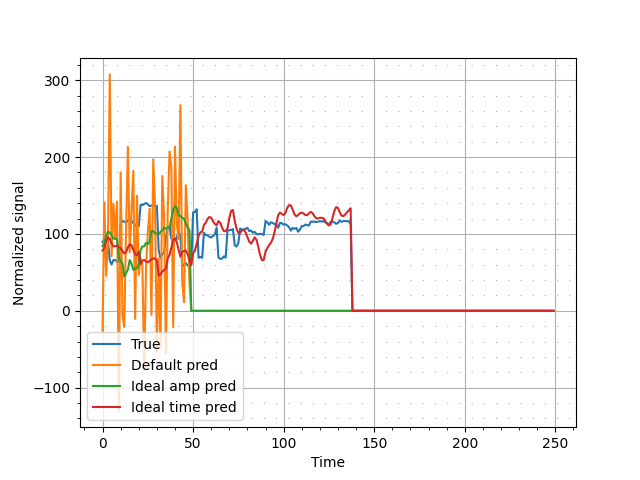 300
200
100
0
−100
Normalized signal
True
Default pred
Ideal amp pred
Ideal time pred
0 50 100 150 200 250
Time